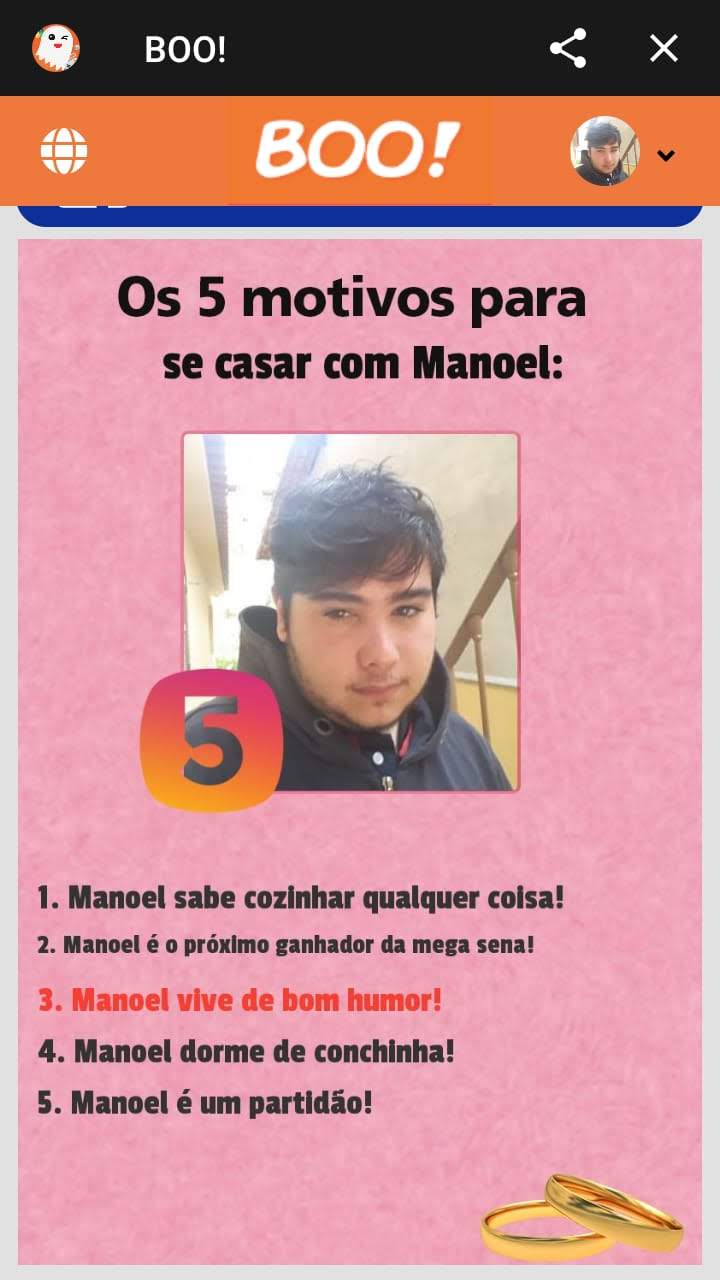 BOO!
BOO!
Os 5 motivos para
se casar com Manoel:
5
1. Manoel sabe cozinhar qualquer coisa!
2. Manoel é o próximo ganhador da mega sena!
3. Manoel vive de bom humor!
4. Manoel dorme de conchinha!
5. Manoel é um partidão!